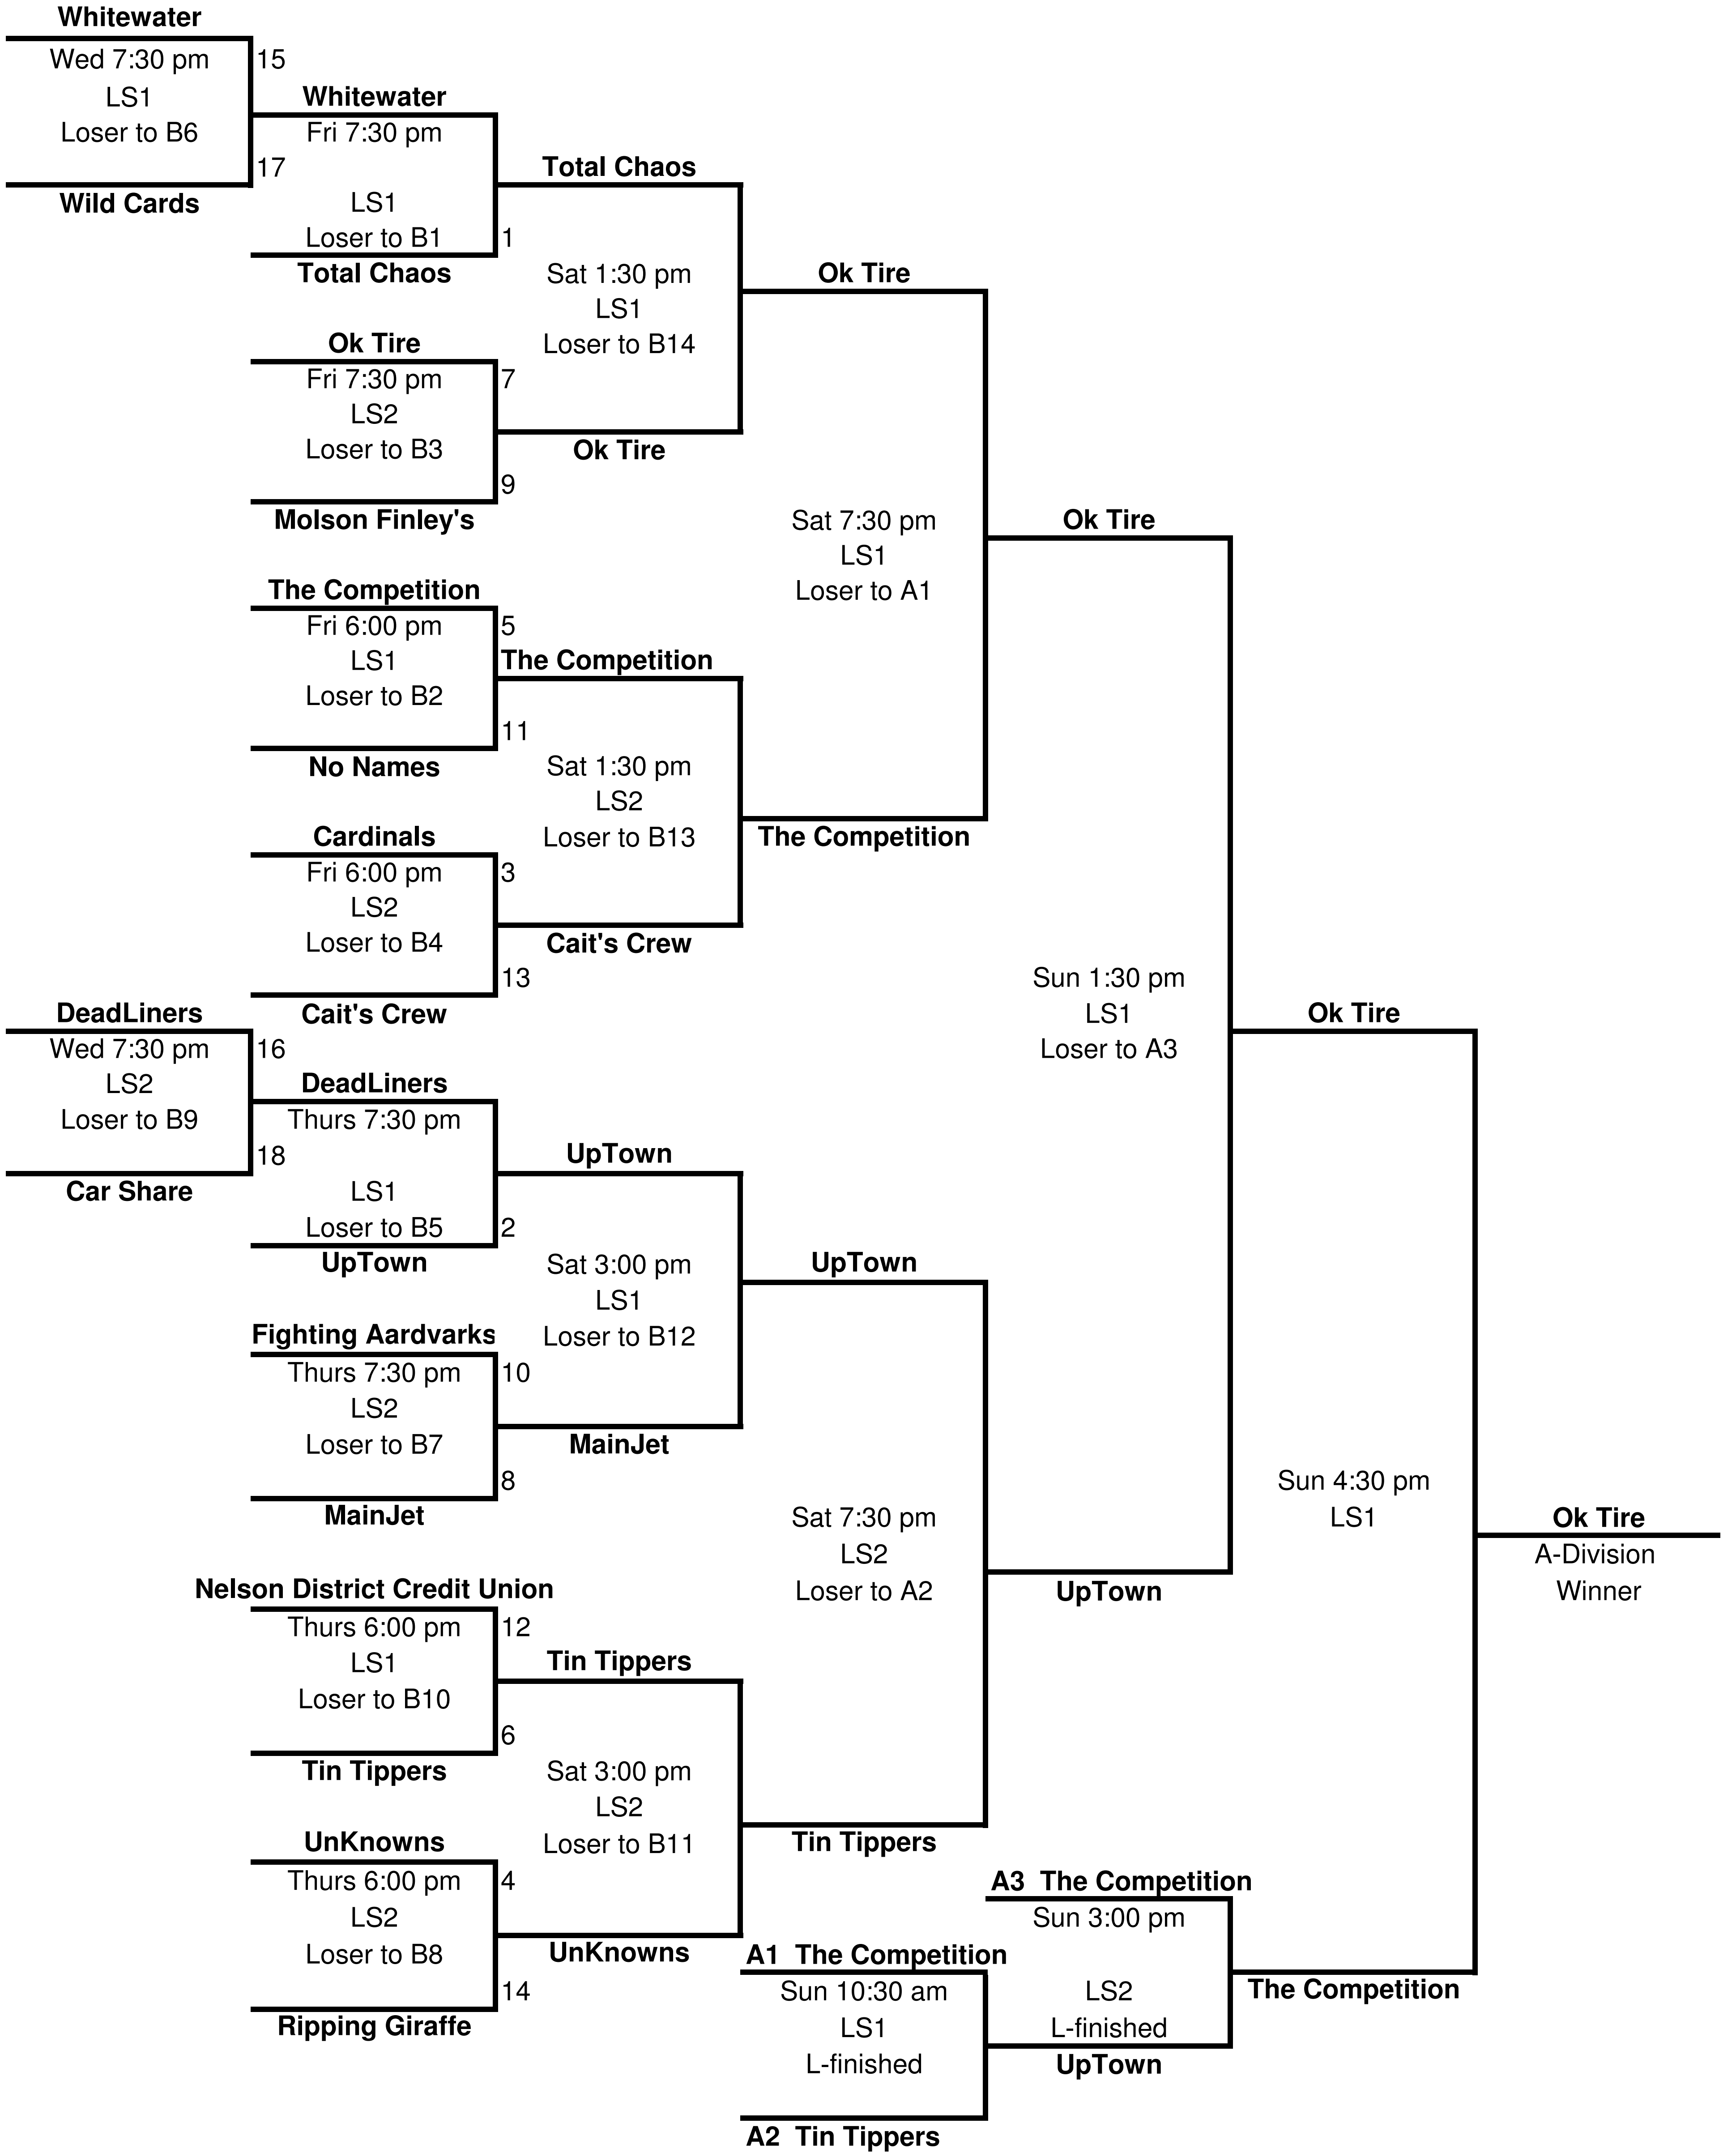 Whitewater
Wed 7:30 pm
15
LS1
Loser to B6
17
Wild Cards
Whitewater
Fri 7:30 pm
LS1
Loser to B1
1
Total Chaos
Total Chaos
Sat 1:30 pm
LS1
Loser to B14
Ok Tire
Ok Tire
Fri 7:30 pm
7
LS2
Loser to B3
9
Molson Finley's
Ok Tire
Sat 7:30 pm
LS1
Loser to A1
Ok Tire
The Competition
Fri 6:00 pm
5
LS1
Loser to B2
11
No Names
The Competition
Sat 1:30 pm
LS2
Loser to B13
The Competition
Cardinals
Fri 6:00 pm
3
LS2
Loser to B4
13
Cait's Crew
Cait's Crew
Sun 1:30 pm
LS1
Loser to A3
Ok Tire
DeadLiners
Wed 7:30 pm
16
LS2
Loser to B9
18
Car Share
DeadLiners
Thurs 7:30 pm
LS1
Loser to B5
2
UpTown
UpTown
Sat 3:00 pm
LS1
Loser to B12
UpTown
Fighting Aardvarks
Thurs 7:30 pm
10
LS2
Loser to B7
8
MainJet
MainJet
Sat 7:30 pm
LS2
Loser to A2
UpTown
Sun 4:30 pm
LS1
Ok Tire
A-Division
Winner
Nelson District Credit Union
Thurs 6:00 pm
12
LS1
Loser to B10
6
Tin Tippers
Tin Tippers
Sat 3:00 pm
LS2
Loser to B11
Tin Tippers
UnKnowns
Thurs 6:00 pm
4
LS2
Loser to B8
14
Ripping Giraffe
UnKnowns
A3 The Competition
Sun 3:00 pm
LS2
L-finished
UpTown
The Competition
A1 The Competition
Sun 10:30 am
LS1
L-finished
A2 Tin Tippers